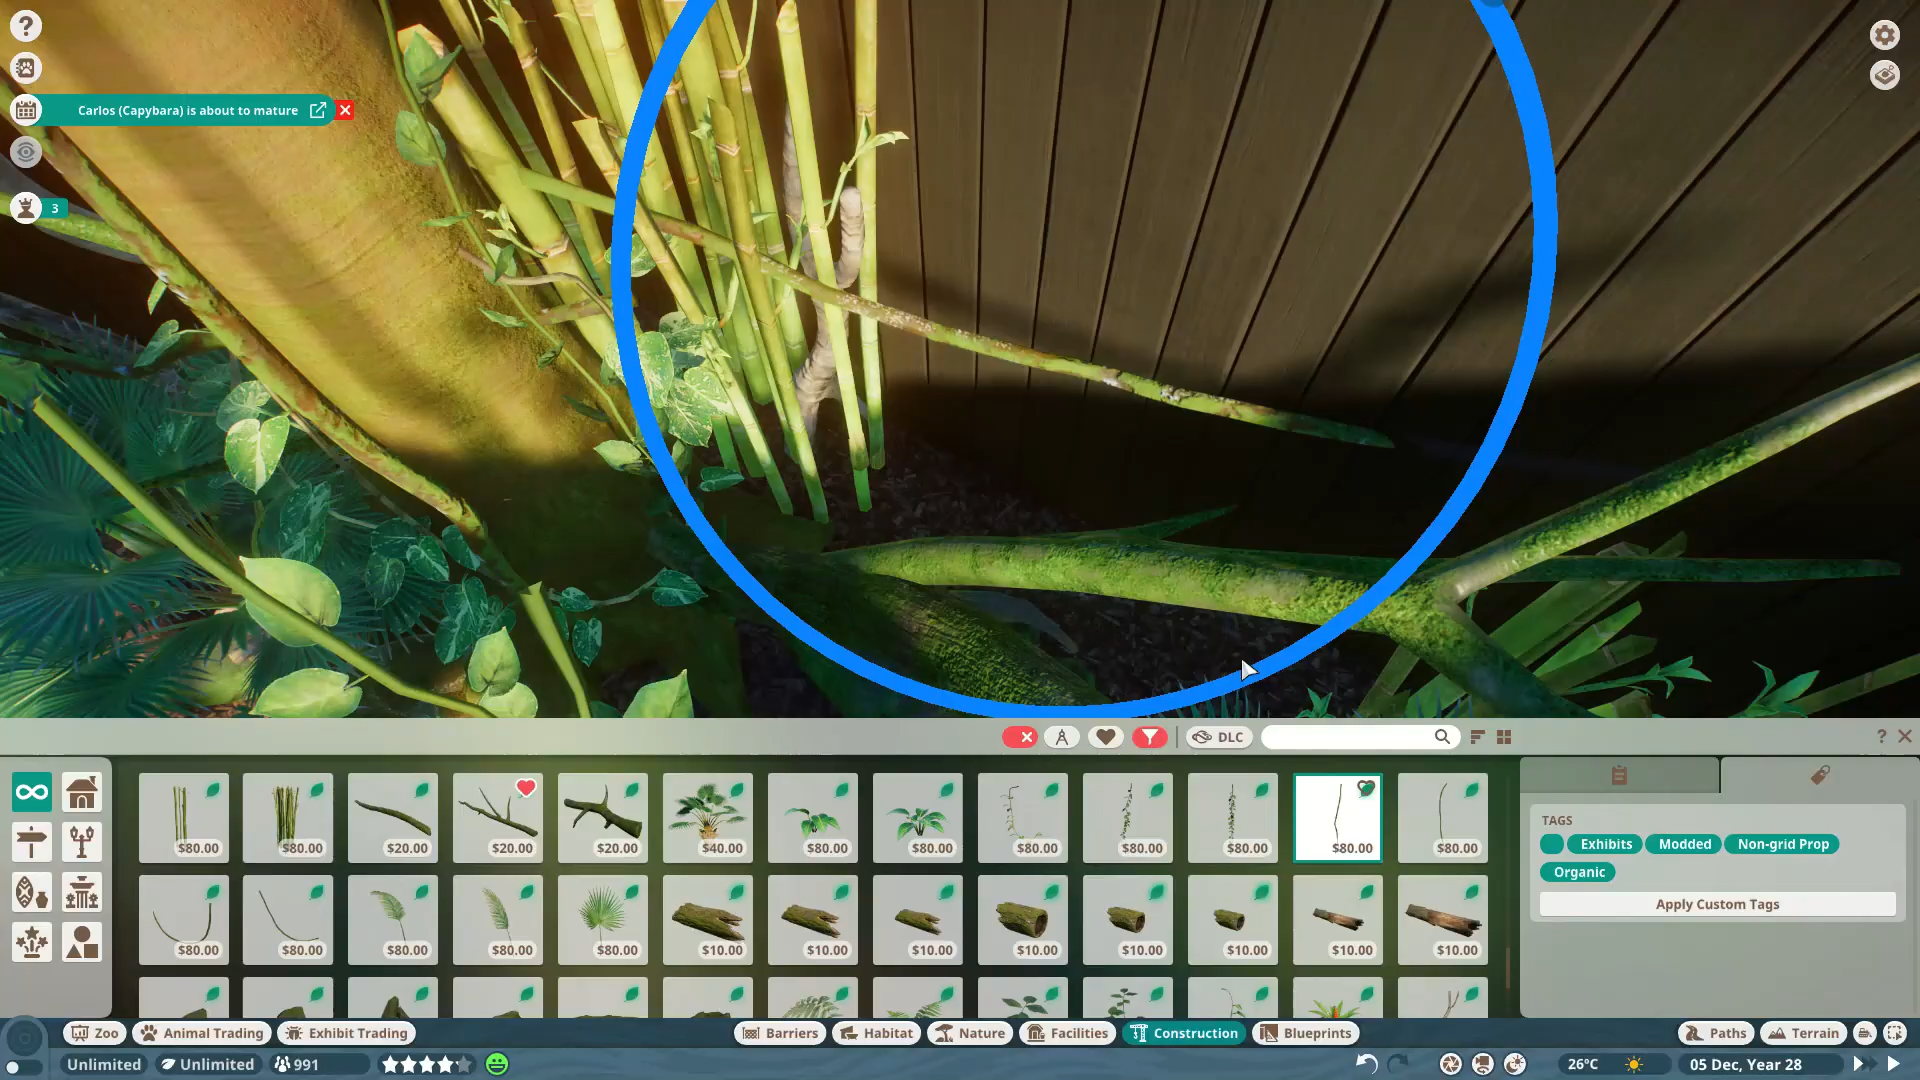 ?
Carlos (Capybara) is about to mature
3
DLC
?
$80.00 $80.00 $20.00 $20.00 $20.00 $40.00 $80.00 $80.00 $80.00 $80.00 $80.00 $80.00 $80.00
$80.00 $80.00 $80.00 $80.00 $80.00 $10.00 $10.00 $10.00 $10.00 $10.00 $10.00 $10.00 $10.00
TAGS
Exhibits Modded Non-grid Prop
Organic
Apply Custom Tags
Zoo Animal Trading Exhibit Trading Barriers Habitat Nature Facilities Construction Blueprints Paths Terrain
Unlimited Unlimited 991 26°C 05 Dec, Year 28